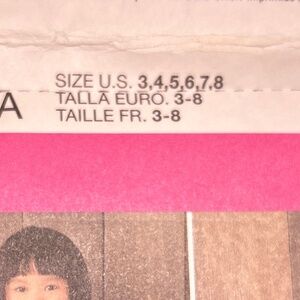 SIZE U.S. 3,4,5,6,7,8
TALLA EURO. 3-8
TAILLE FR. 3-8
A